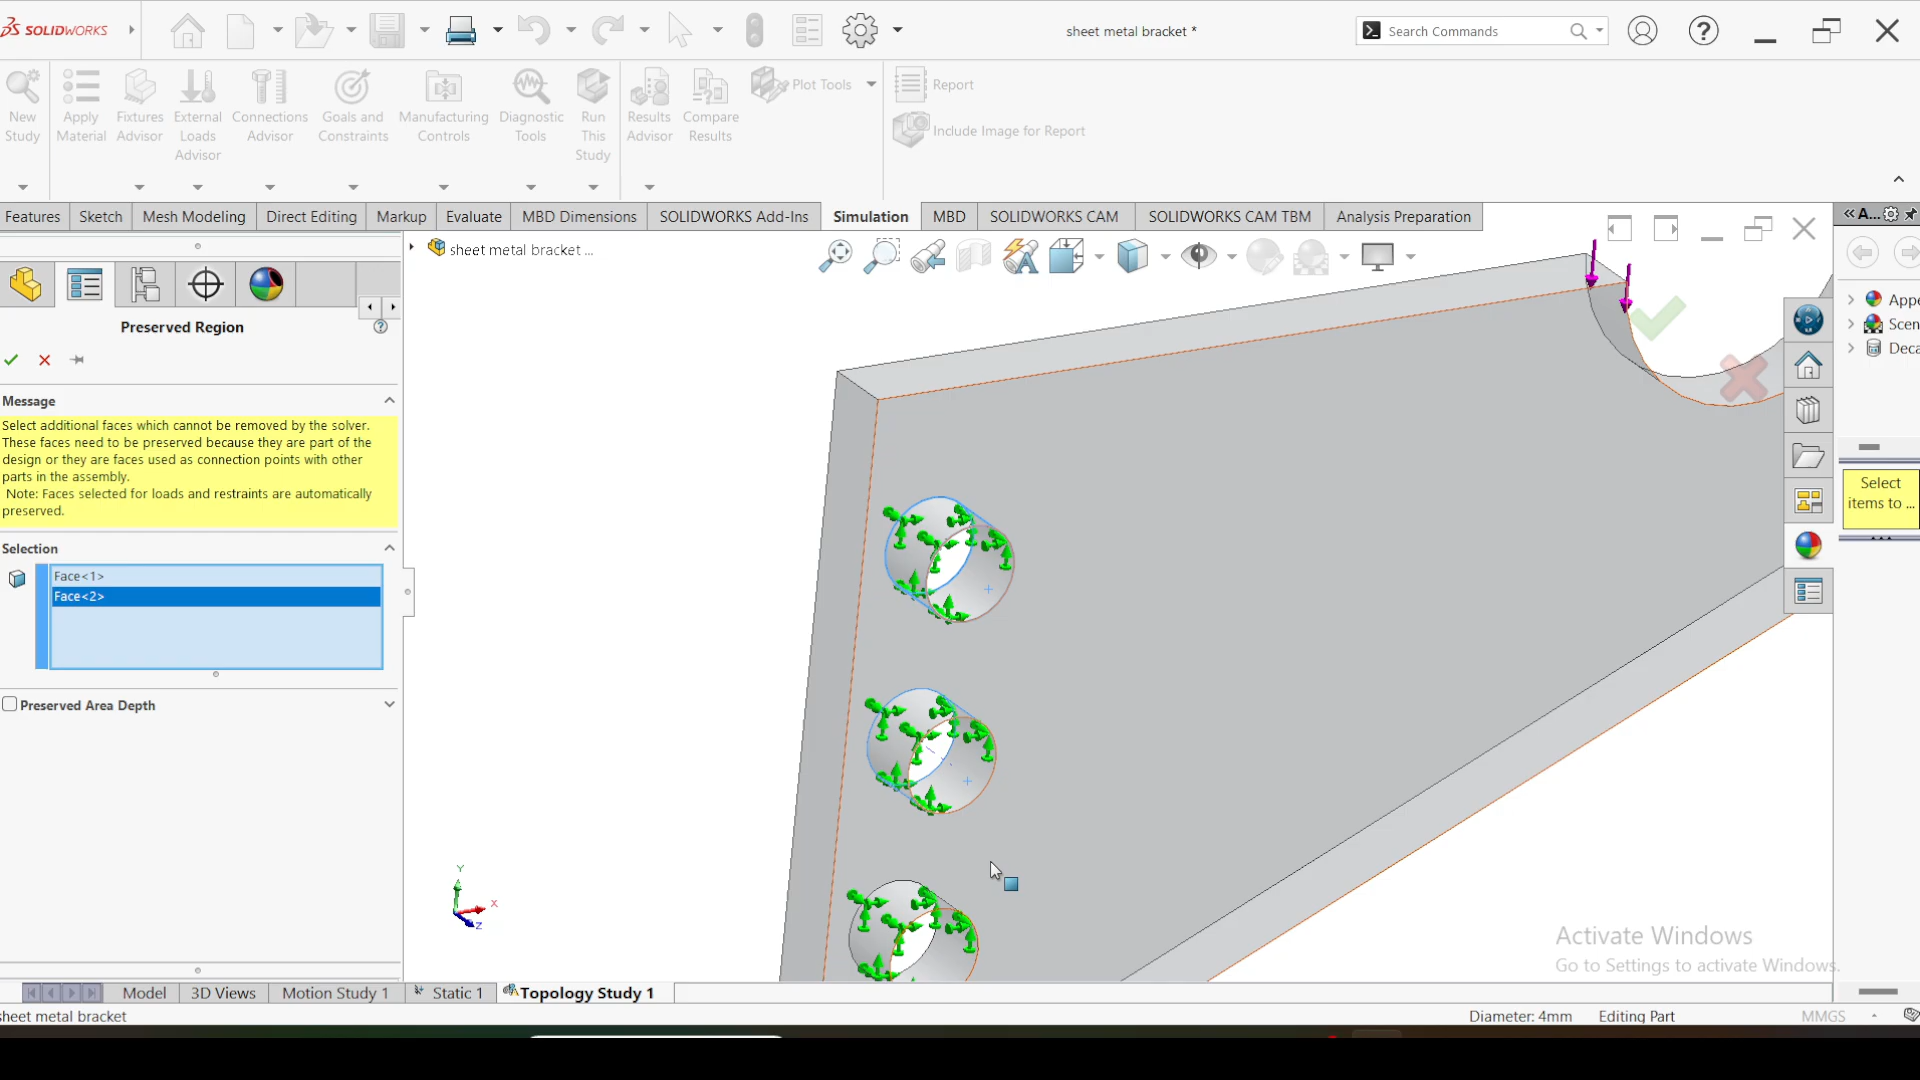 SOLIDWORKS
sheet metal bracket *
Search Commands
New Study
Apply Material
Fixtures Advisor
External Loads Advisor
Connections Advisor
Goals and Constraints
Manufacturing Controls
Diagnostic Tools
Run This Study
Results Advisor
Compare Results
Plot Tools
Report
Include Image for Report
Features
Sketch
Mesh Modeling
Direct Editing
Markup
Evaluate
MBD Dimensions
SOLIDWORKS Add-Ins
Simulation
MBD
SOLIDWORKS CAM
SOLIDWORKS CAM TBM
Analysis Preparation
A...
sheet metal bracket ...
Preserved Region
Message
Select additional faces which cannot be removed by the solver.
These faces need to be preserved because they are part of the
design or they are faces used as connection points with other
parts in the assembly.
Note: Faces selected for loads and restraints are automatically
preserved.
Selection
Face<1>
Face<2>
Preserved Area Depth
Appe
Scen
Deca
Select
items to ...
Y
X
Z
Activate Windows
Go to Settings to activate Windows.
Model
3D Views
Motion Study 1
Static 1
Topology Study 1
sheet metal bracket
Diameter: 4mm
Editing Part
MMGS